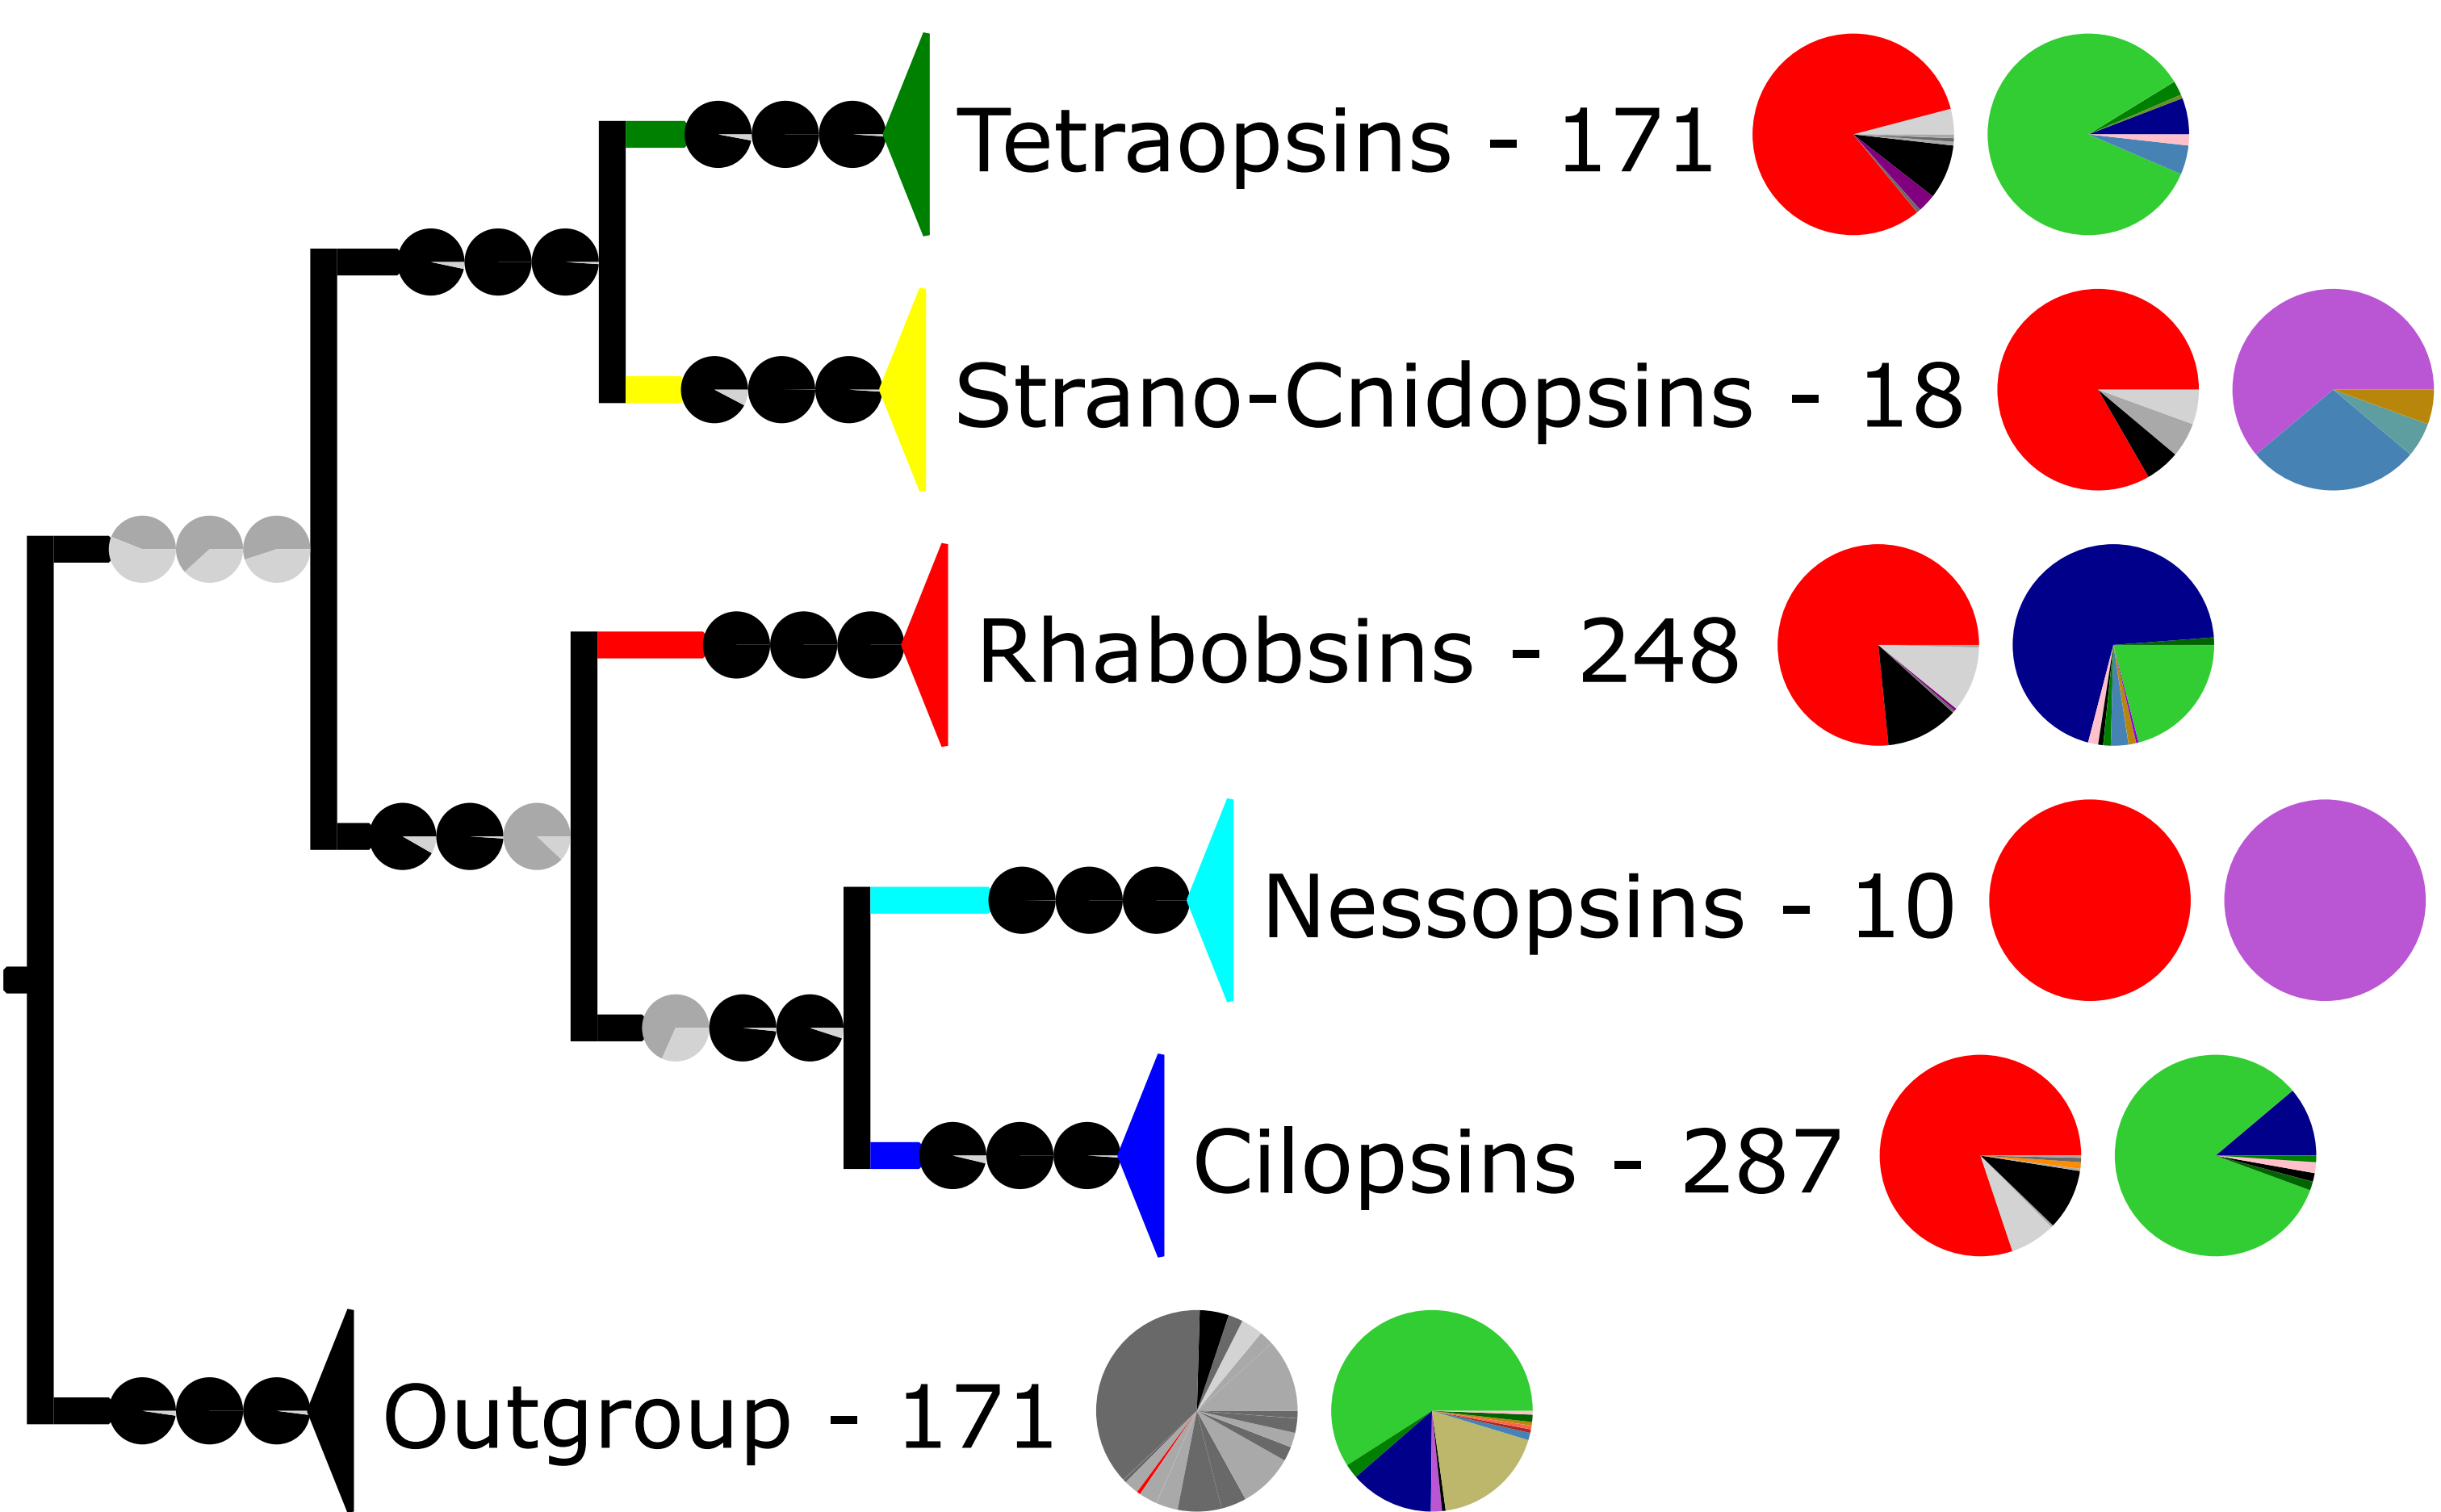 Tetraopsins - 171
Strano-Cnidopsins - 18
Rhabobsins - 248
Nessopsins - 10
Cilopsins - 287
Outgroup - 171